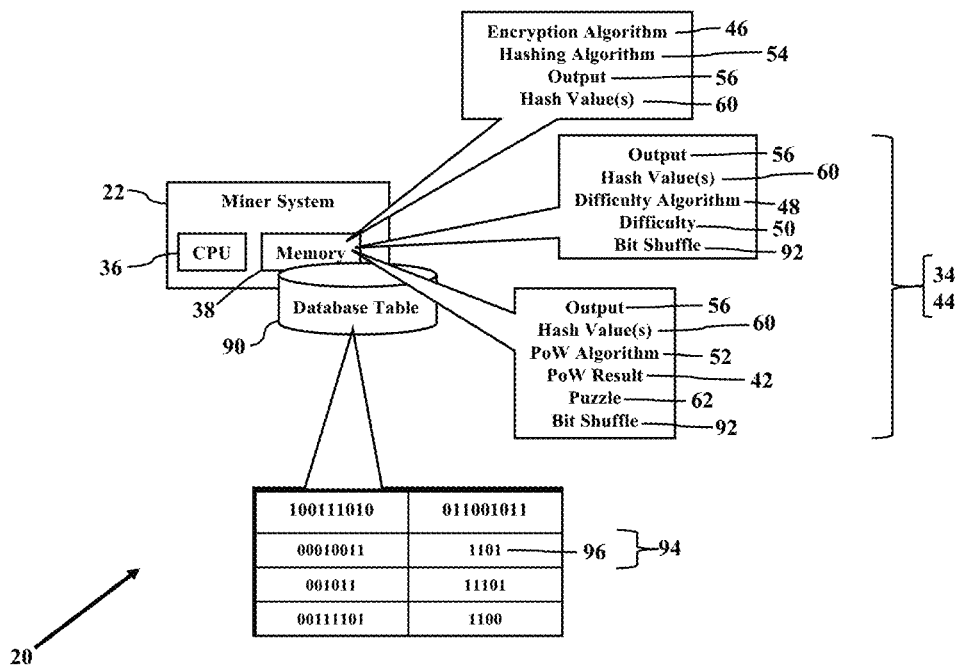 Encryption Algorithm 46
Hashing Algorithm 54
Output 56
Hash Value(s) 60
Output 56
Hash Value(s) 60
Difficulty Algorithm 48
Difficulty 50
Bit Shuffle 92
34
44
22
Miner System
CPU
Memory
36
38
Database Table
90
Output 56
Hash Value(s) 60
PoW Algorithm 52
PoW Result 42
Puzzle 62
Bit Shuffle 92
100111010 011001011
00010011 1101 96 94
001011 11101
00111101 1100
20